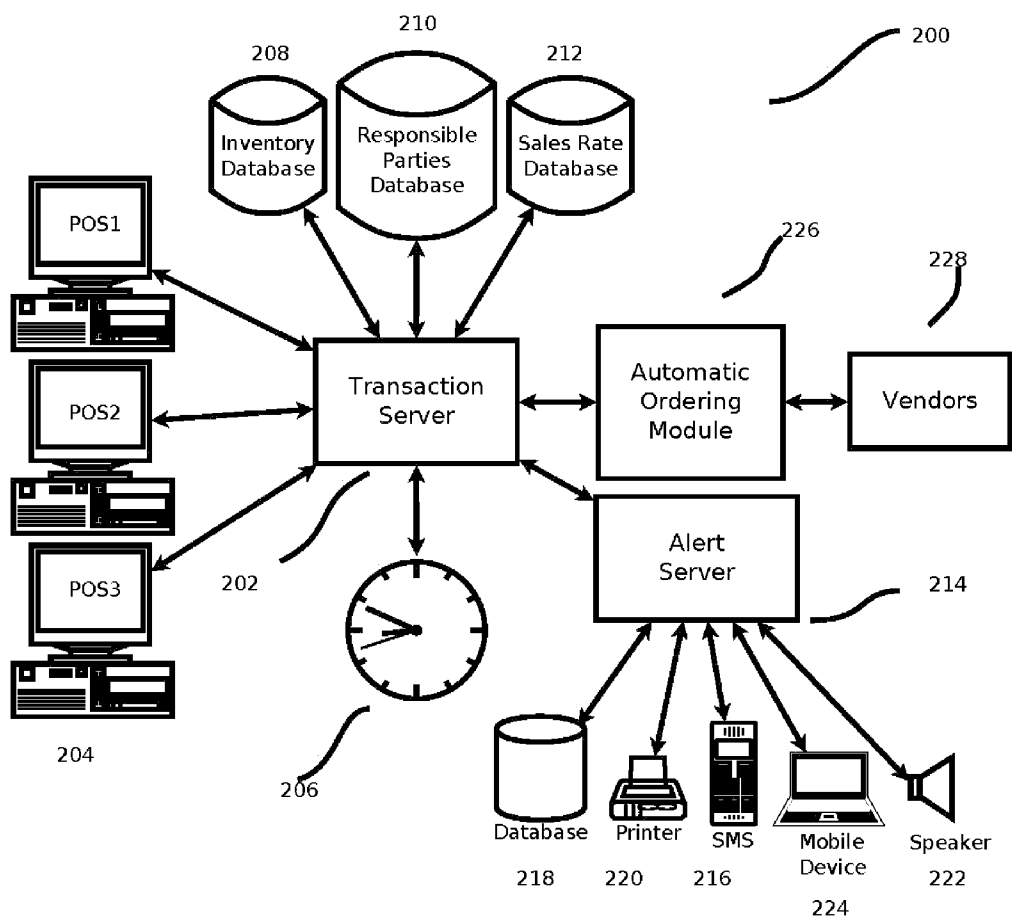 210
200
208
212
Inventory
Database
Responsible
Parties
Database
Sales Rate
Database
POS1
226
228
Transaction
Server
Automatic
Ordering
Module
Vendors
POS2
Alert
Server
202
214
POS3
204
206
Database
Printer
SMS
Mobile
Device
Speaker
218
220
216
224
222